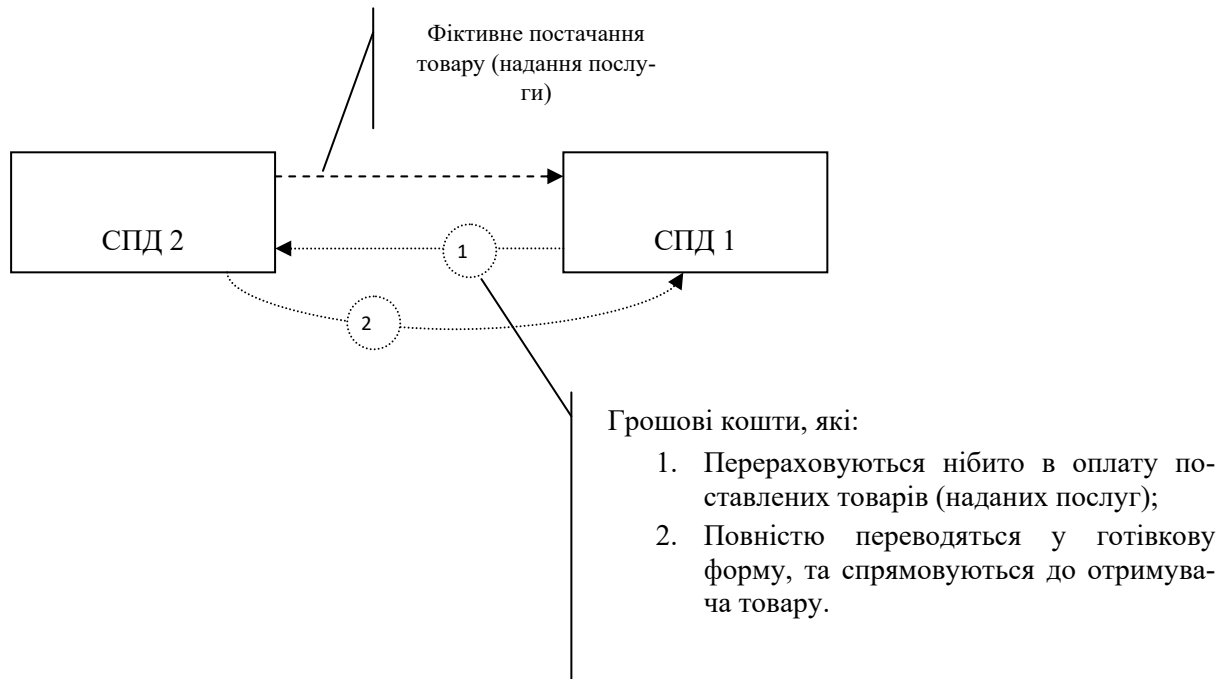 Фіктивне постачання
товару (надання послу-
ги)
СПД 2
СПД 1
1
2
Грошові кошти, які:
1. Перераховуються нібито в оплату по-
ставлених товарів (наданих послуг);
2. Повністю переводяться у готівкову
форму, та спрямовуються до отримува-
ча товару.